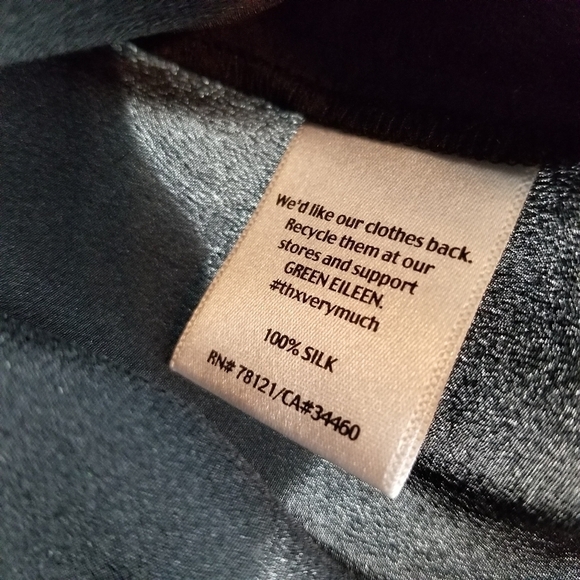 We'd like our clothes back.
Recycle them at our
stores and support
GREEN EILEEN.
#thxverymuch
100% SILK
RN# 78121/CA#34460